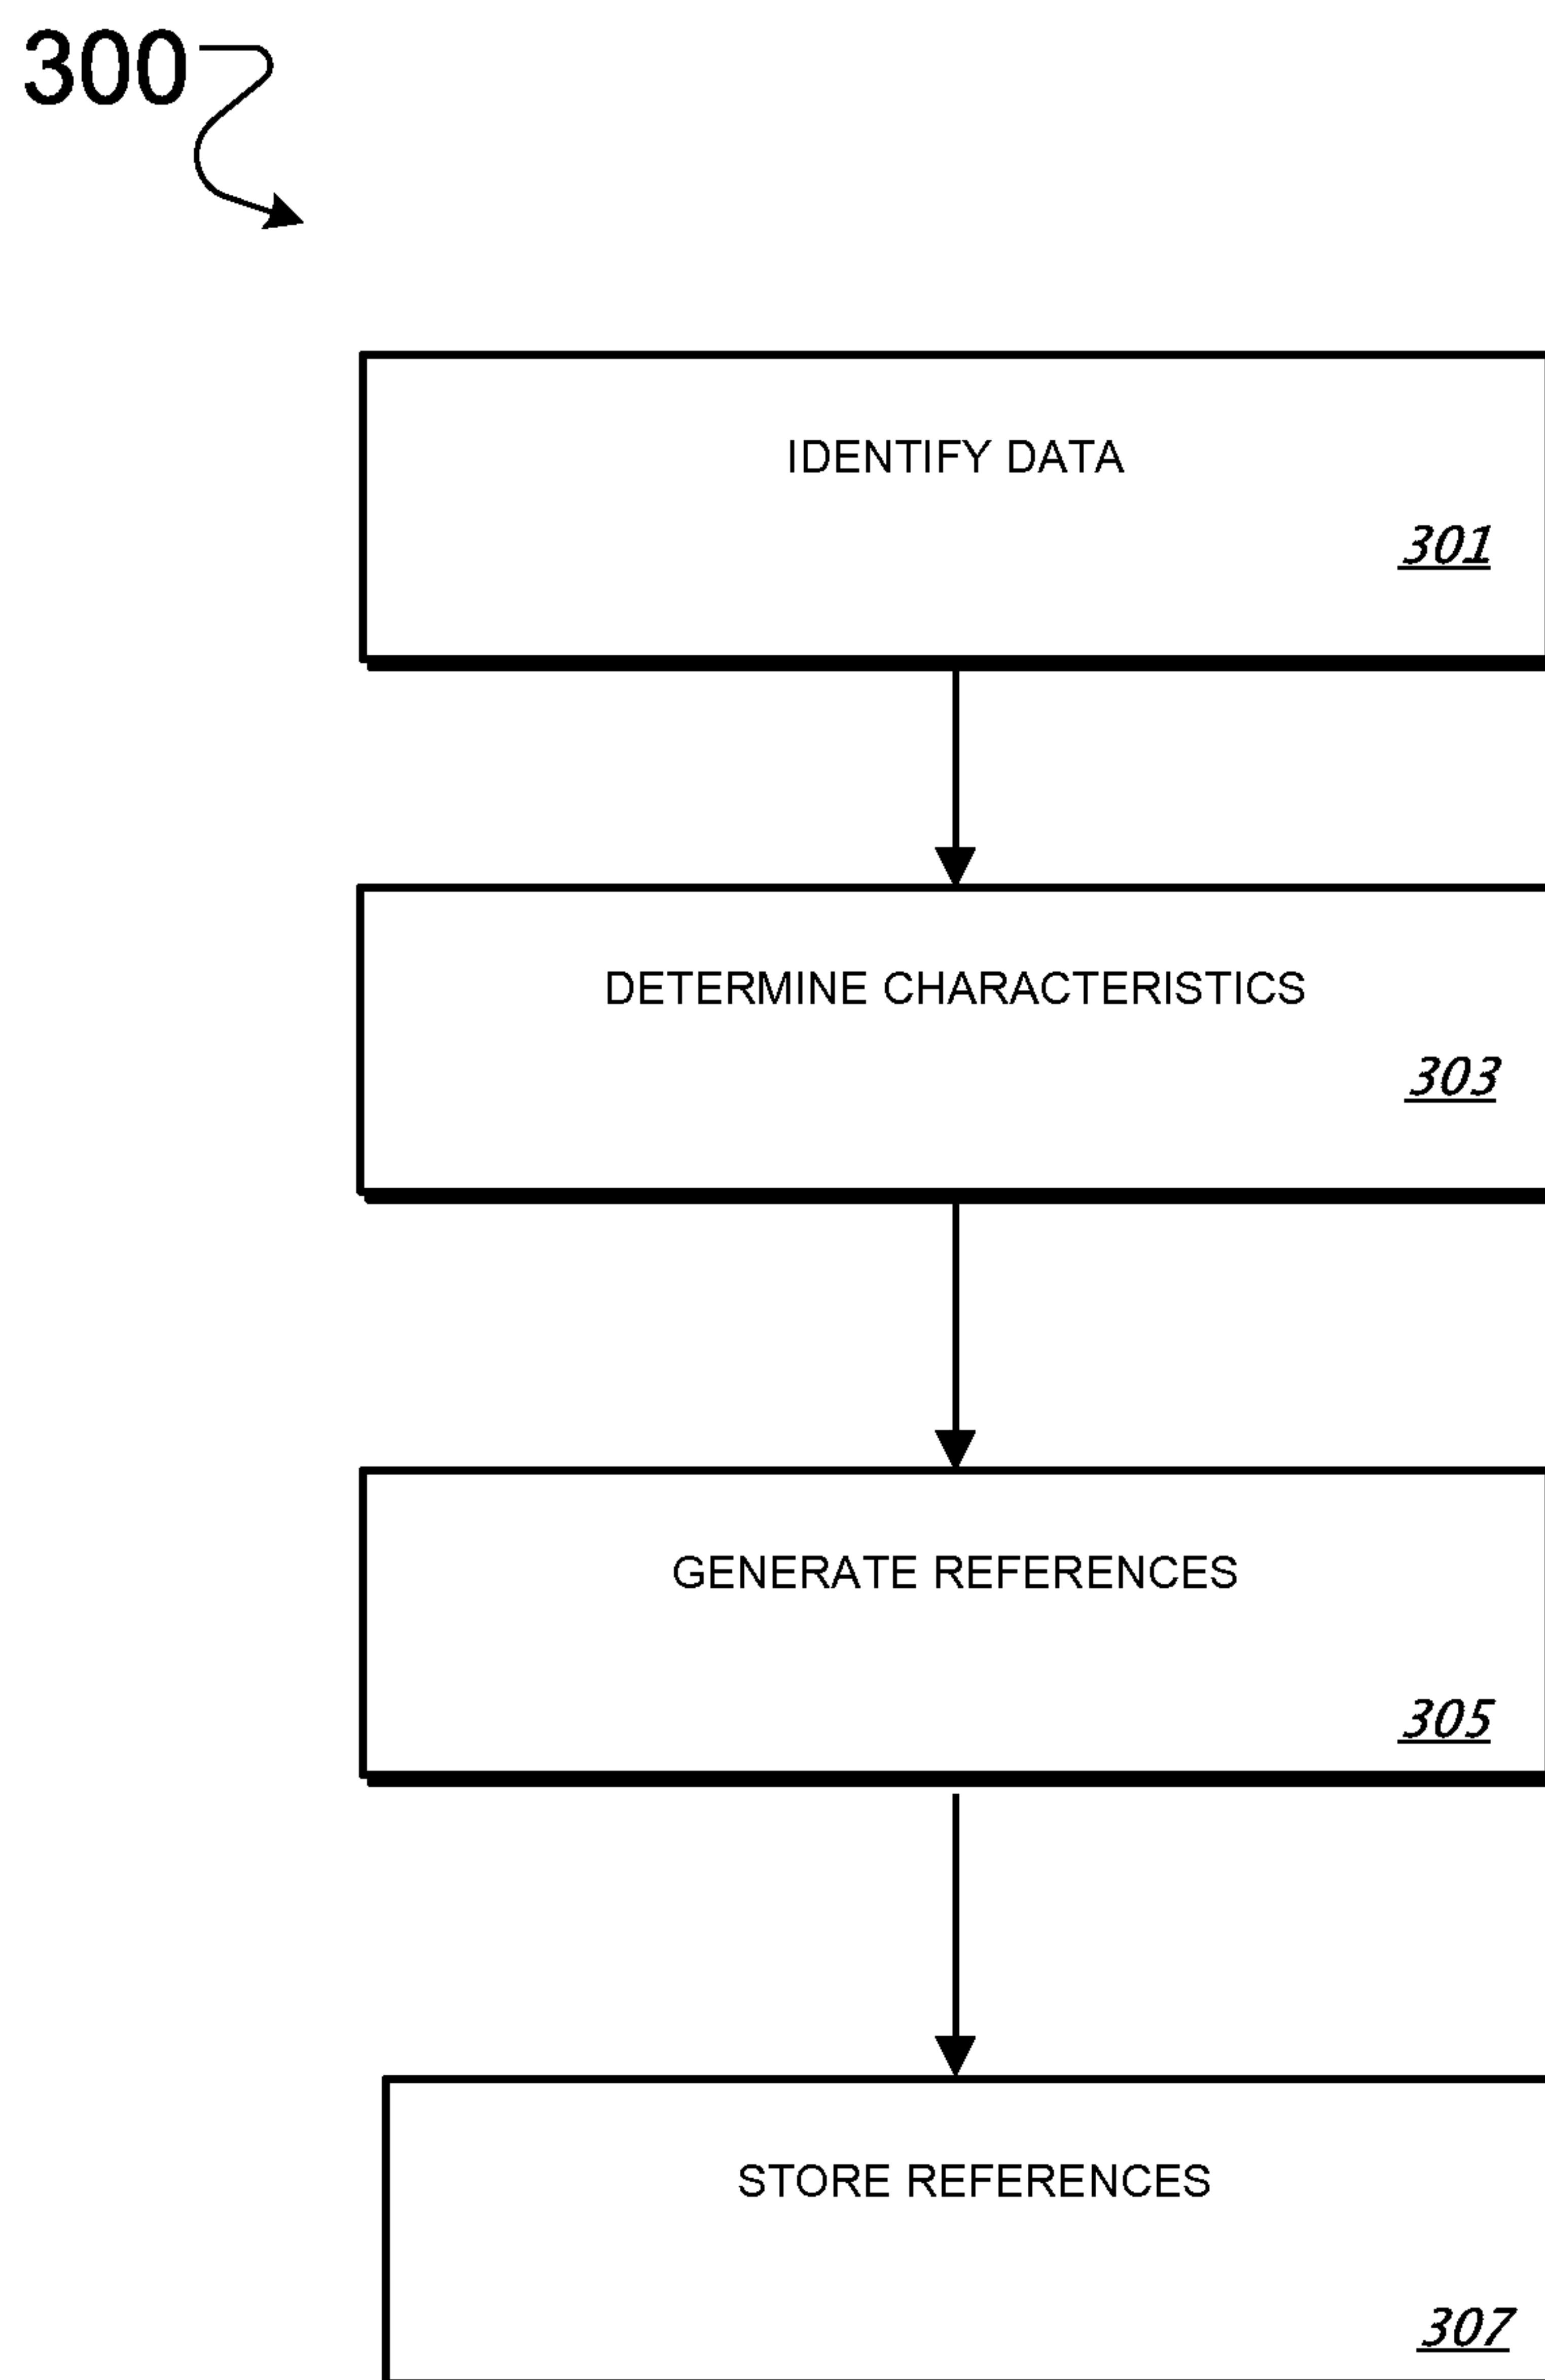 300
IDENTIFY DATA
301
DETERMINE CHARACTERISTICS
303
GENERATE REFERENCES
305
STORE REFERENCES
307